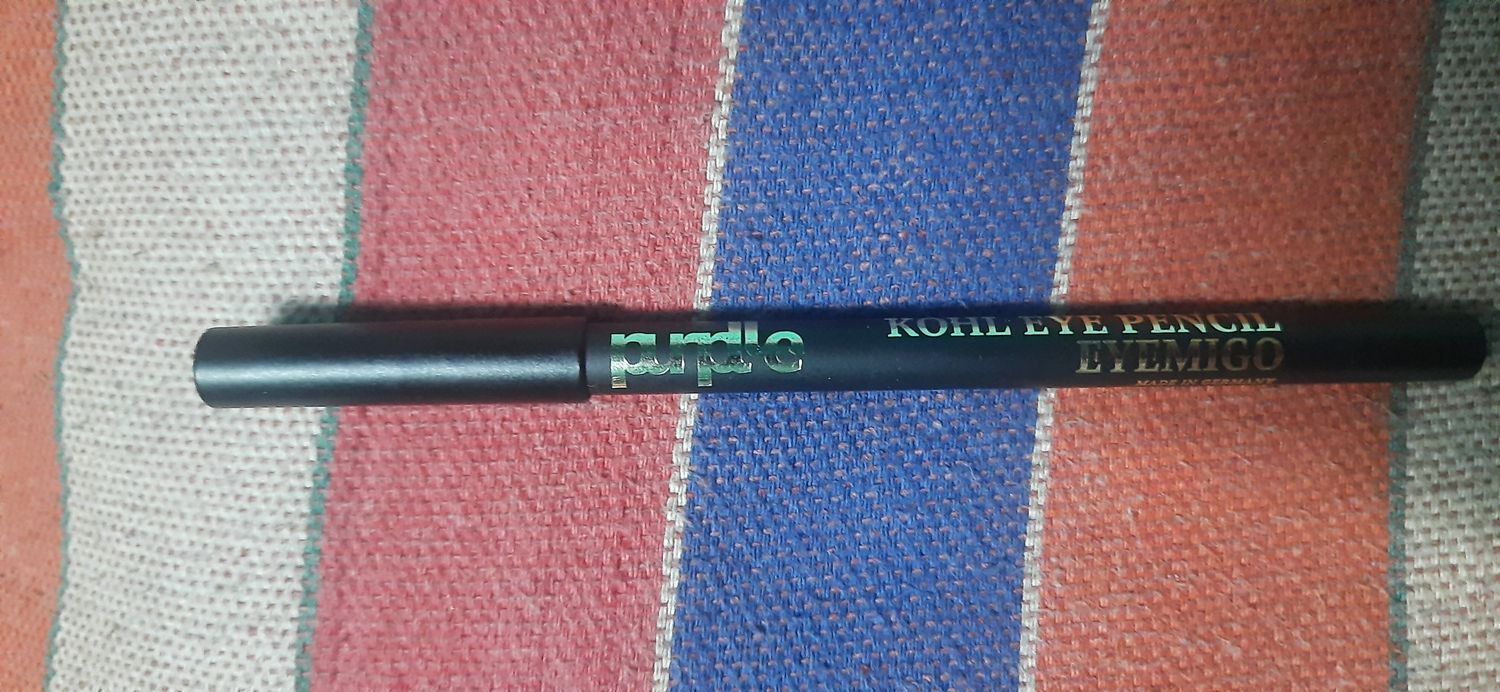 purplle
KOHL EYE PENCIL
EYEMIGO
MADE IN GERMANY